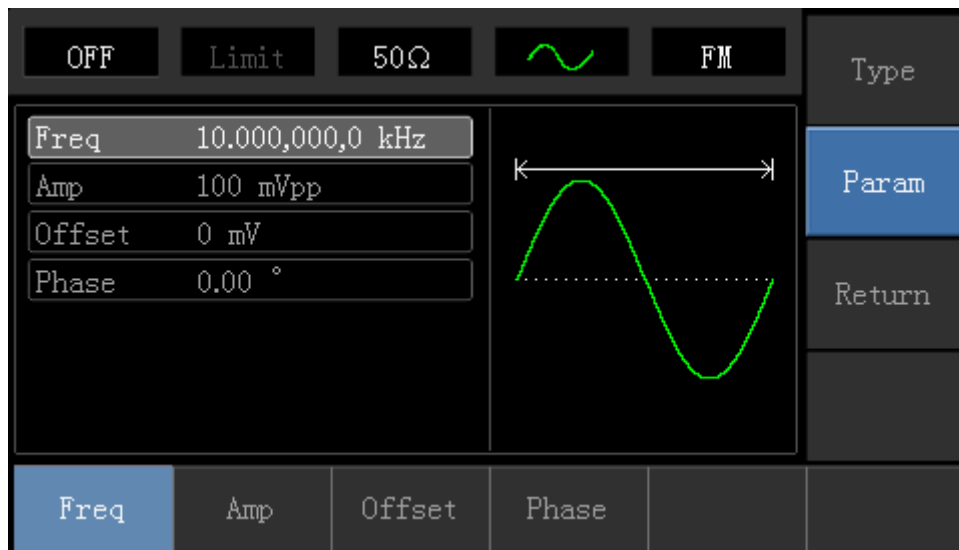 OFF Limit 50Ω FM
Type
Freq 10.000,000,0 kHz
Amp 100 mVpp
Param
Offset 0 mV
Phase 0.00 °
Return
Freq Amp Offset Phase